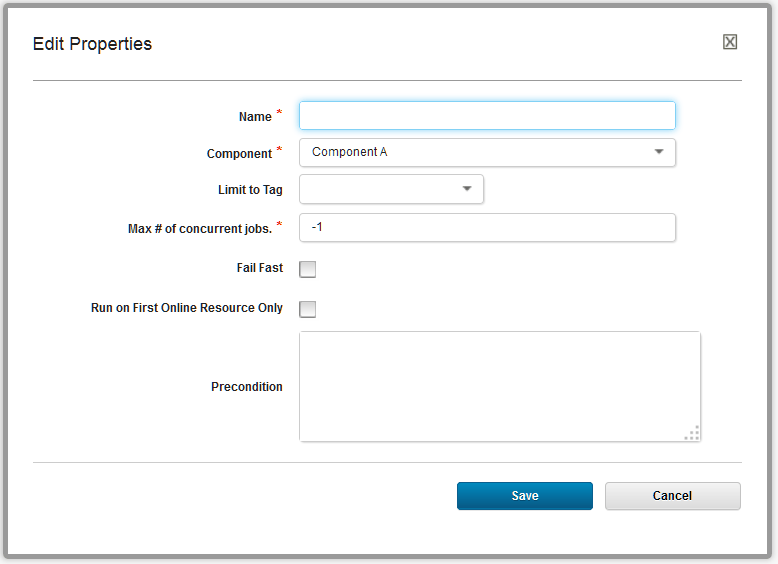 Edit Properties
Name *
Component * Component A
Limit to Tag
Max # of concurrent jobs. * -1
Fail Fast
Run on First Online Resource Only
Precondition
Save Cancel